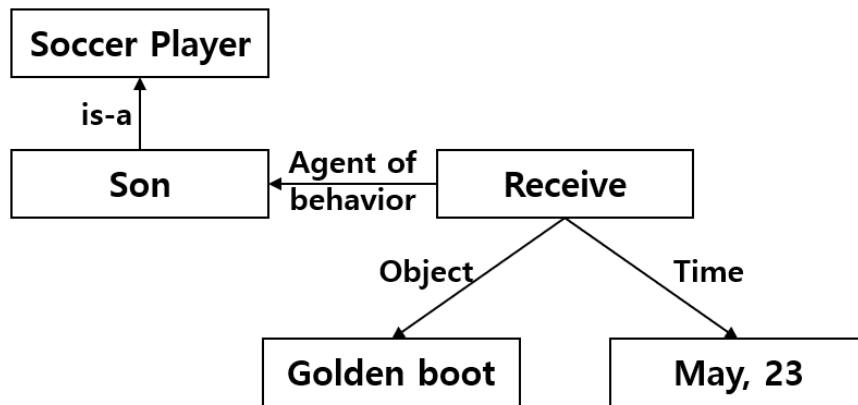 Soccer Player
is-a
Son
Agent of
behavior
Receive
Object
Time
Golden boot
May, 23